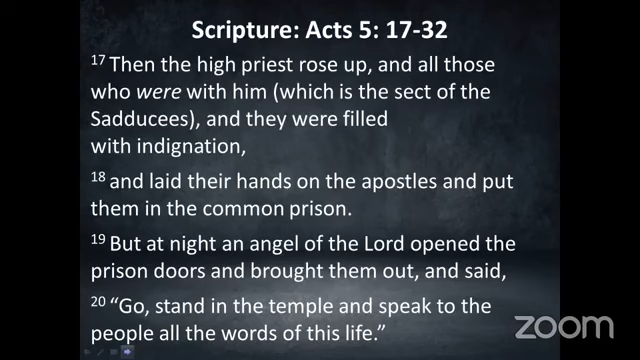 Scripture: Acts 5: 17-32
17 Then the high priest rose up, and all those
who were with him (which is the sect of the
Sadducees), and they were filled
with indignation,
18 and laid their hands on the apostles and put
them in the common prison.
19 But at night an angel of the Lord opened the
prison doors and brought them out, and said,
20 “Go, stand in the temple and speak to the
people all the words of this life.”
zoom